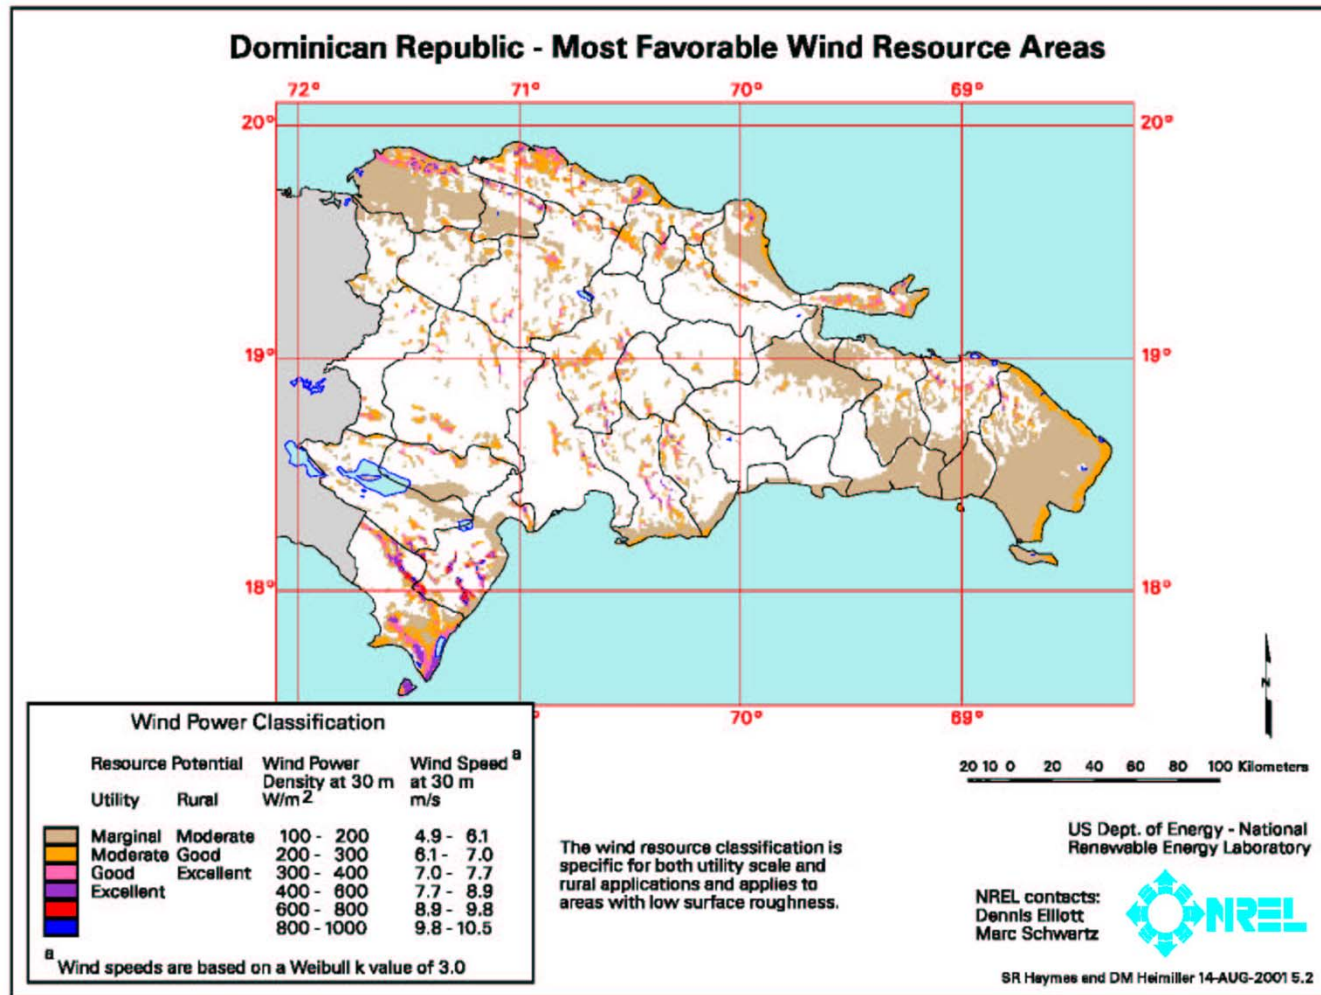 Dominican Republic - Most Favorable Wind Resource Areas
72° 71° 70° 69°
20° 20°
19° 19°
18° 18°
° 70° 69°
Wind Power Classification
Resource Potential Wind Power Wind Speed a
Density at 30 m at 30 m
Utility Rural W/m2 m/s
Marginal Moderate 100 - 200 4.9 - 6.1
Moderate Good 200 - 300 6.1 - 7.0
Good Excellent 300 - 400 7.0 - 7.7
Excellent 400 - 600 7.7 - 8.9
600 - 800 8.9 - 9.8
800 - 1000 9.8 - 10.5
a Wind speeds are based on a Weibull k value of 3.0
The wind resource classification is
specific for both utility scale and
rural applications and applies to
areas with low surface roughness.
N
20 10 0 20 40 60 80 100 Kilometers
US Dept. of Energy - National
Renewable Energy Laboratory
NREL contacts:
Dennis Elliott
Marc Schwartz
NREL
SR Haymes and DM Heimiller 14-AUG-2001 5.2